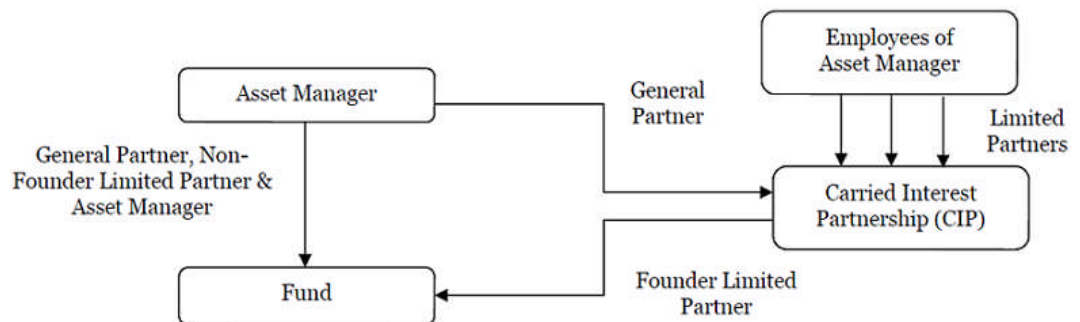 Employees of
Asset Manager
Asset Manager
General
Partner
Limited
Partners
General Partner, Non-
Founder Limited Partner &
Asset Manager
Carried Interest
Partnership (CIP)
Fund
Founder Limited
Partner